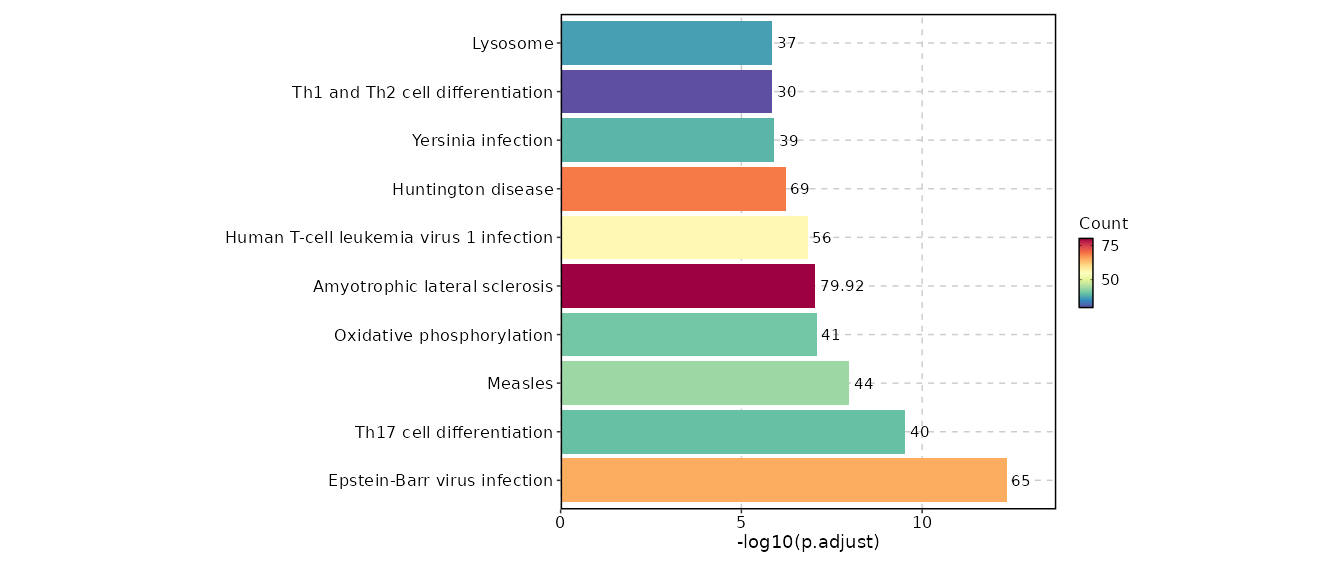 Lysosome 37
Th1 and Th2 cell differentiation 30
Yersinia infection 39
Huntington disease 69
Human T-cell leukemia virus 1 infection 56
Amyotrophic lateral sclerosis 79.92
Oxidative phosphorylation 41
Measles 44
Th17 cell differentiation 40
Epstein-Barr virus infection 65
0 5 10
-log10(p.adjust)
Count
75
50